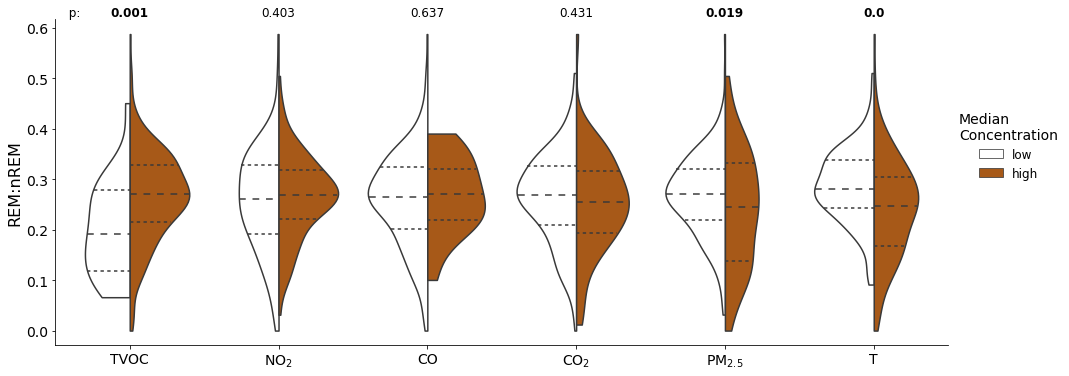 p: 0.001 0.403 0.637 0.431 0.019 0.0
0.6
0.5
0.4
0.3
0.2
0.1
0.0
REM:nREM
TVOC NO₂ CO CO₂ PM₂.₅ T
Median
Concentration
low
high